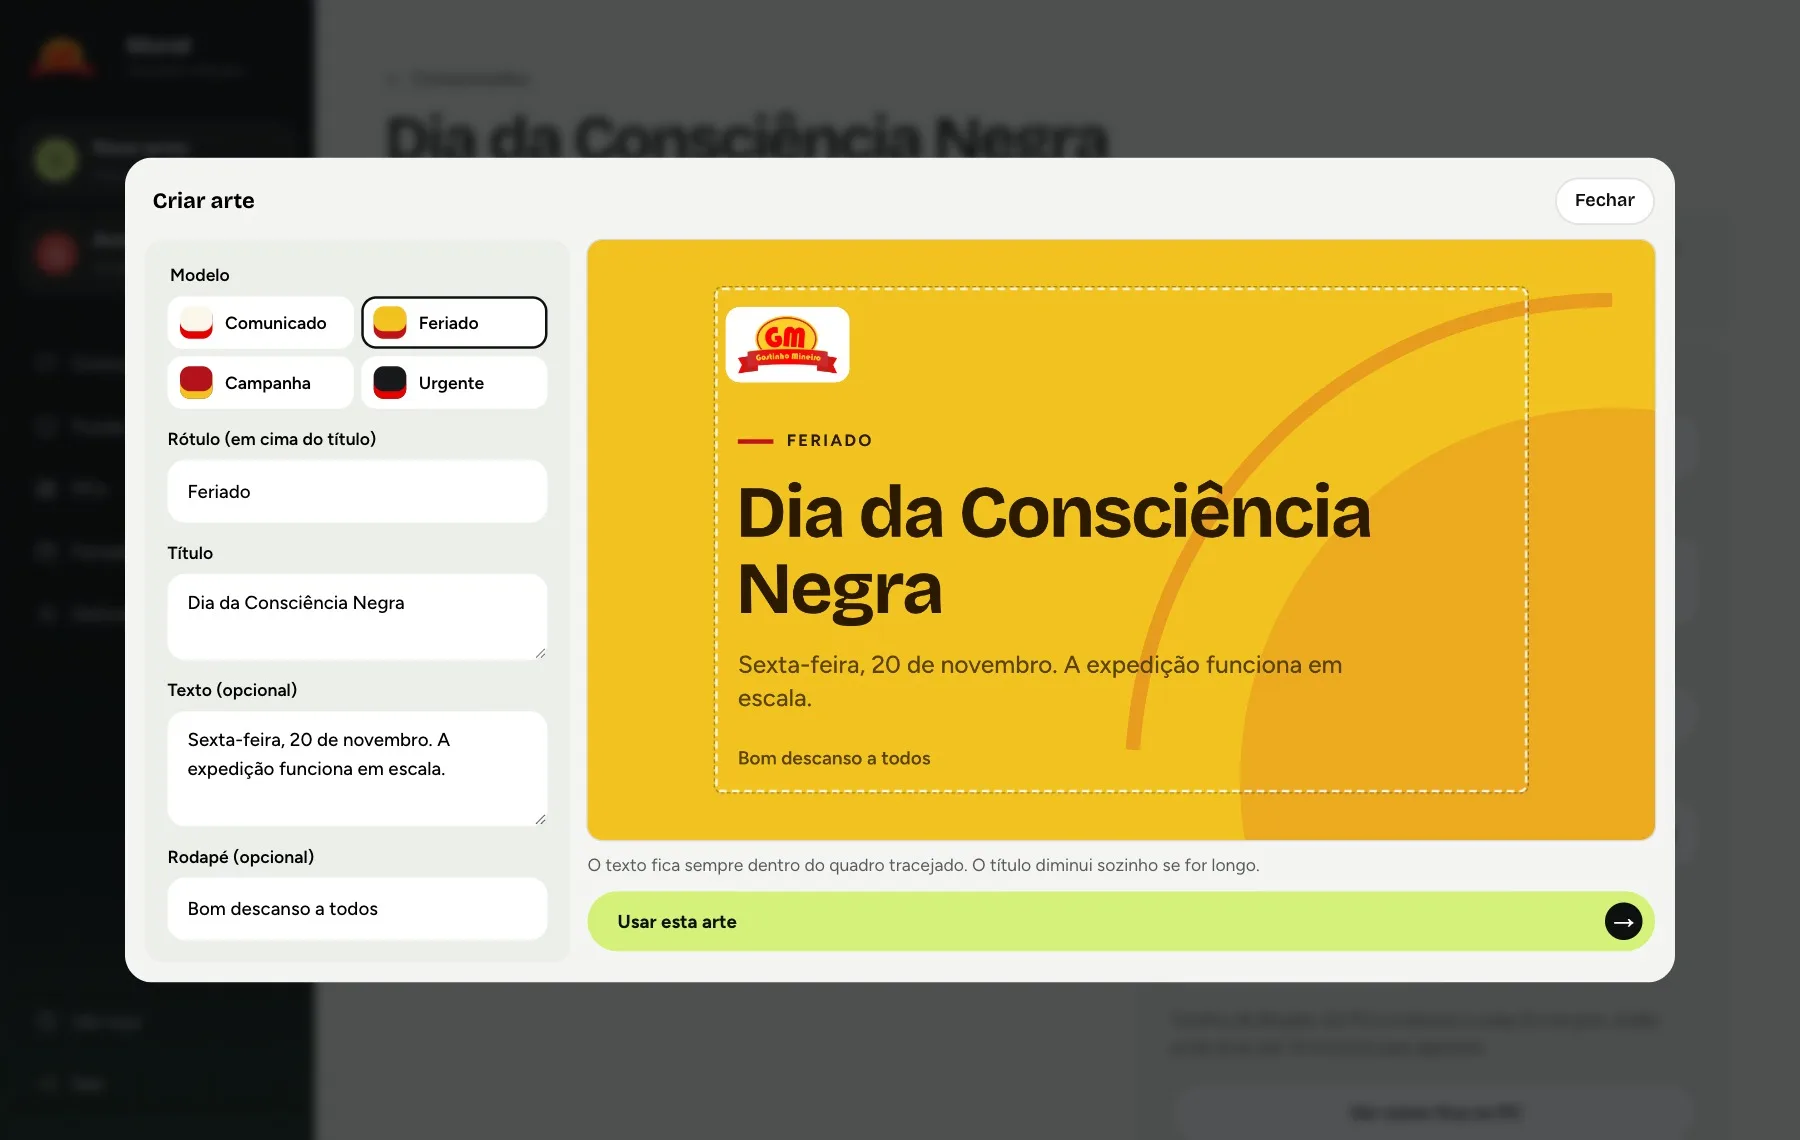 Dia da Consciência Negra
Criar arte
Fechar
Modelo
Comunicado
Feriado
Campanha
Urgente
Rótulo (em cima do título)
Feriado
Título
Dia da Consciência Negra
Texto (opcional)
Sexta-feira, 20 de novembro. A
expedição funciona em escala.
Rodapé (opcional)
Bom descanso a todos
GM
Gostinho Mineiro
FERIADO
Dia da Consciência
Negra
Sexta-feira, 20 de novembro. A expedição funciona em
escala.
Bom descanso a todos
O texto fica sempre dentro do quadro tracejado. O título diminui sozinho se for longo.
Usar esta arte